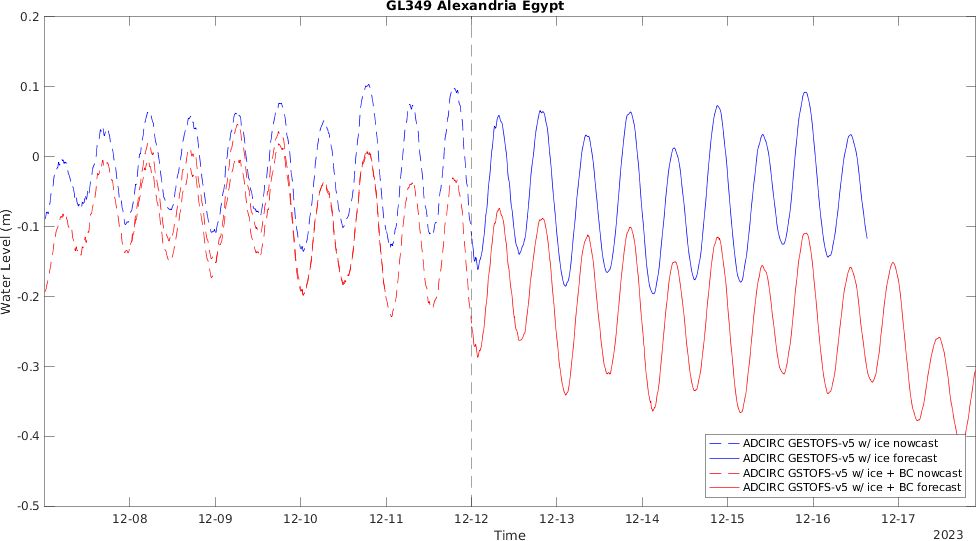 GL349 Alexandria Egypt
0.2
0.1
0
-0.1
-0.2
-0.3
-0.4
-0.5
Water Level (m)
12-08
12-09
12-10
12-11
12-12
12-13
12-14
12-15
12-16
12-17
Time
2023
ADCIRC GESTOFS-v5 w/ ice nowcast
ADCIRC GESTOFS-v5 w/ ice forecast
ADCIRC GSTOFS-v5 w/ ice + BC nowcast
ADCIRC GSTOFS-v5 w/ ice + BC forecast